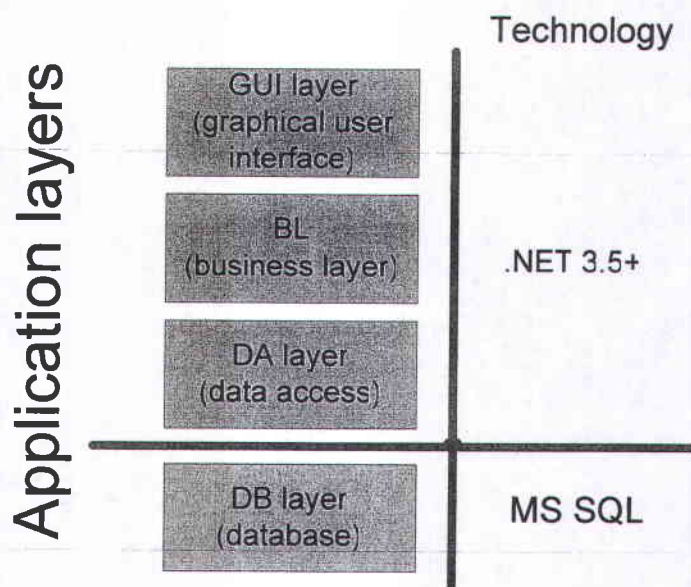 Technology
Application layers
GUI layer
(graphical user
interface)
BL
(business layer)
.NET 3.5+
DA layer
(data access)
DB layer
(database)
MS SQL